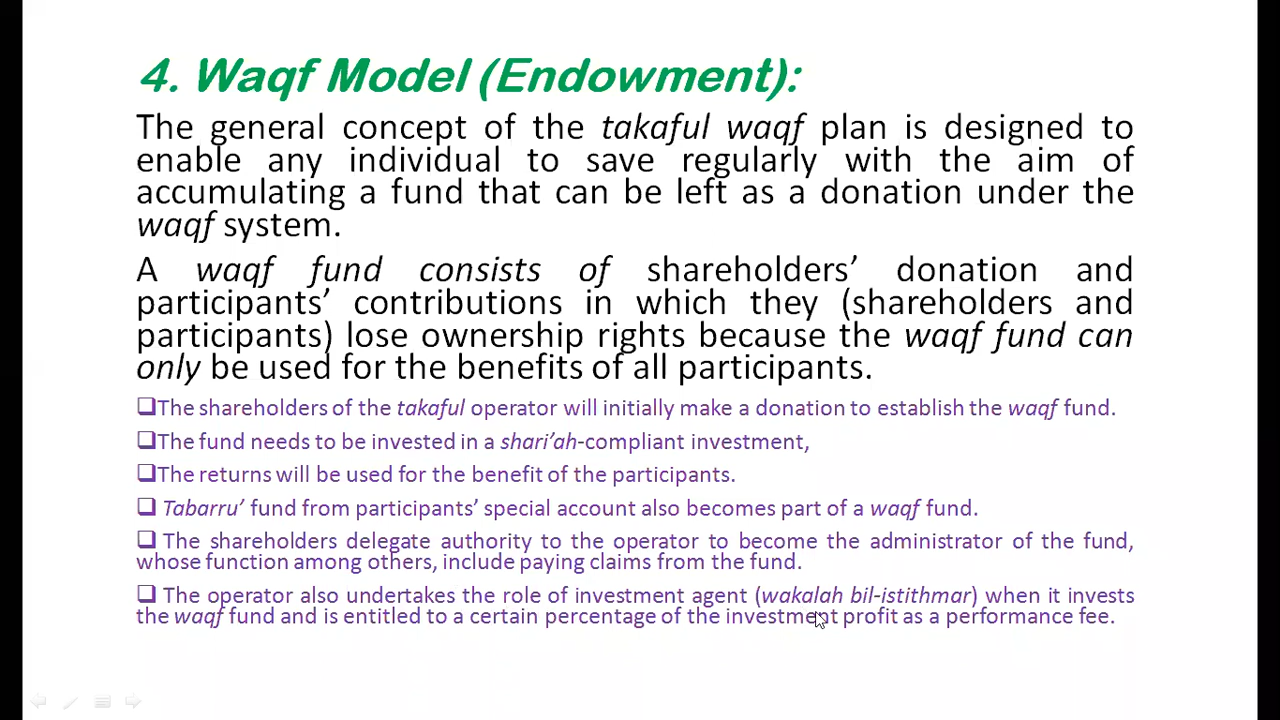 4. Waqf Model (Endowment):
The general concept of the takaful waqf plan is designed to
enable any individual to save regularly with the aim of
accumulating a fund that can be left as a donation under the
waqf system.
A waqf fund consists of shareholders’ donation and
participants’ contributions in which they (shareholders and
participants) lose ownership rights because the waqf fund can
only be used for the benefits of all participants.
❑The shareholders of the takaful operator will initially make a donation to establish the waqf fund.
❑The fund needs to be invested in a shari’ah-compliant investment,
❑The returns will be used for the benefit of the participants.
❑ Tabarru’ fund from participants’ special account also becomes part of a waqf fund.
❑ The shareholders delegate authority to the operator to become the administrator of the fund,
whose function among others, include paying claims from the fund.
❑ The operator also undertakes the role of investment agent (wakalah bil-istithmar) when it invests
the waqf fund and is entitled to a certain percentage of the investment profit as a performance fee.